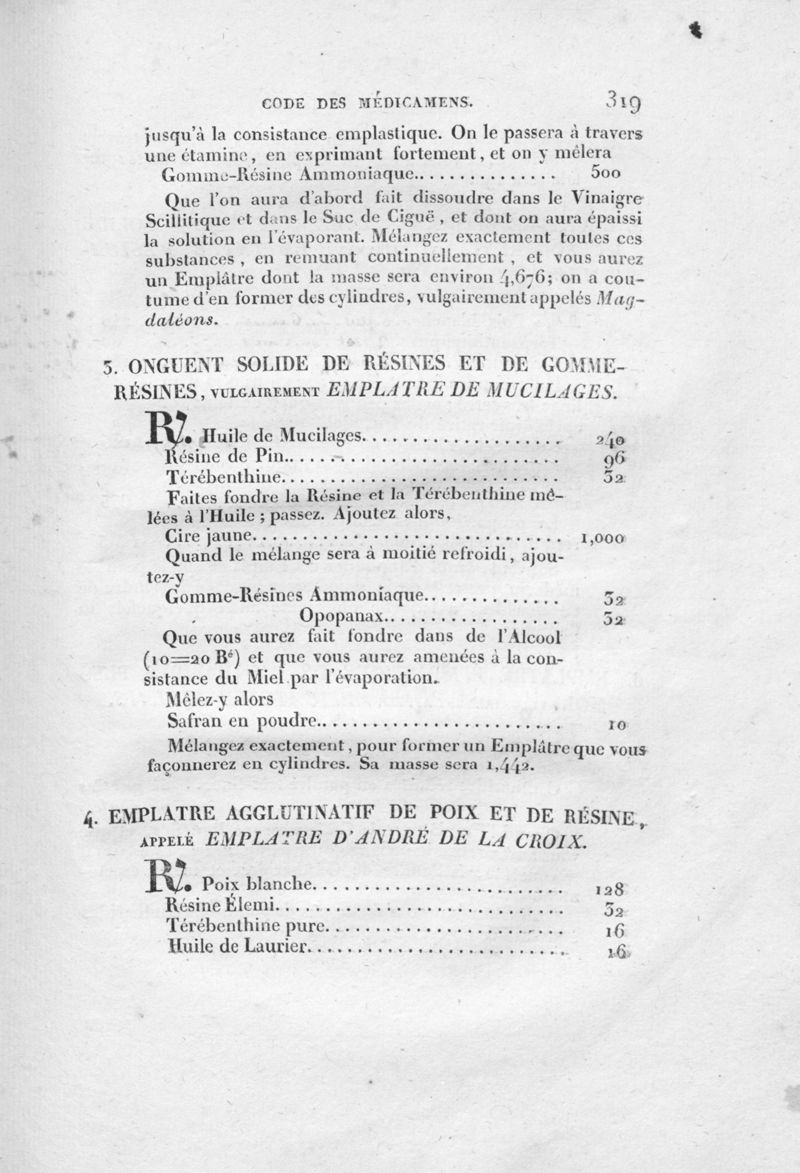 CODE DES MÉDICAMENS. 319
jusqu'à la consistance emplastique. On le passera à travers
une étamine, en exprimant fortement, et on y mêlera
Gomme-Résine Ammoniaque................ 500
Que l'on aura d'abord fait dissoudre dans le Vinaigre
Scillitique et dans le Suc de Ciguë, et dont on aura épaissi
la solution en l'évaporant. Mélangez exactement toutes ces
substances, en remuant continuellement, et vous aurez
un Emplâtre dont la masse sera environ 4,676; on a cou-
tume d'en former des cylindres, vulgairement appelés Mag-
daléons.
3. ONGUENT SOLIDE DE RÉSINES ET DE GOMME-
RÉSINES, VULGAIREMENT EMPLATRE DE MUCILAGES.
℞. Huile de Mucilages.................... 240
Résine de Pin........................... 96
Térébenthine............................ 32
Faites fondre la Résine et la Térébenthine mê-
lées à l'Huile; passez. Ajoutez alors,
Cire jaune............................... 1,000
Quand le mélange sera à moitié refroidi, ajou-
tez-y
Gomme-Résines Ammoniaque.............. 32
Opopanax.................. 32
Que vous aurez fait fondre dans de l'Alcool
(10=20 Bé) et que vous aurez amenées à la con-
sistance du Miel par l'évaporation.
Mêlez-y alors
Safran en poudre........................ 10
Mélangez exactement, pour former un Emplâtre que vous
façonnerez en cylindres. Sa masse sera 1,442.
4. EMPLATRE AGGLUTINATIF DE POIX ET DE RÉSINE,
APPELÉ EMPLATRE D'ANDRÉ DE LA CROIX.
℞. Poix blanche......................... 128
Résine Élemi............................. 32
Térébenthine pure........................ 16
Huile de Laurier.......................... 16